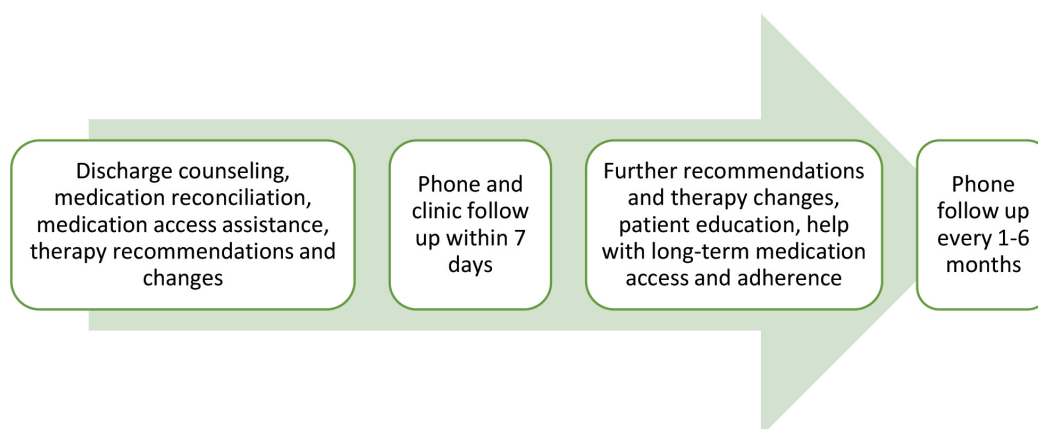 Discharge counseling,
medication reconciliation,
medication access assistance,
therapy recommendations and
changes
Phone and
clinic follow
up within 7
days
Further recommendations
and therapy changes,
patient education, help
with long-term medication
access and adherence
Phone
follow up
every 1-6
months